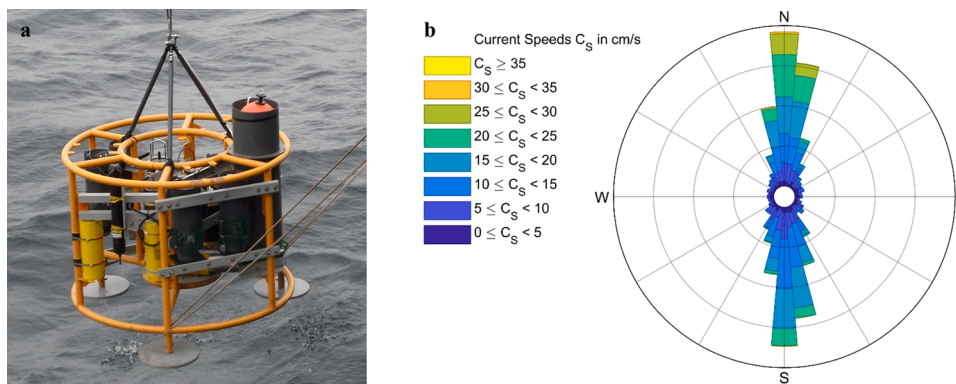 a
b
Current Speeds C_S in cm/s
C_S ≥ 35
30 ≤ C_S < 35
25 ≤ C_S < 30
20 ≤ C_S < 25
15 ≤ C_S < 20
10 ≤ C_S < 15
5 ≤ C_S < 10
0 ≤ C_S < 5
N
W
S